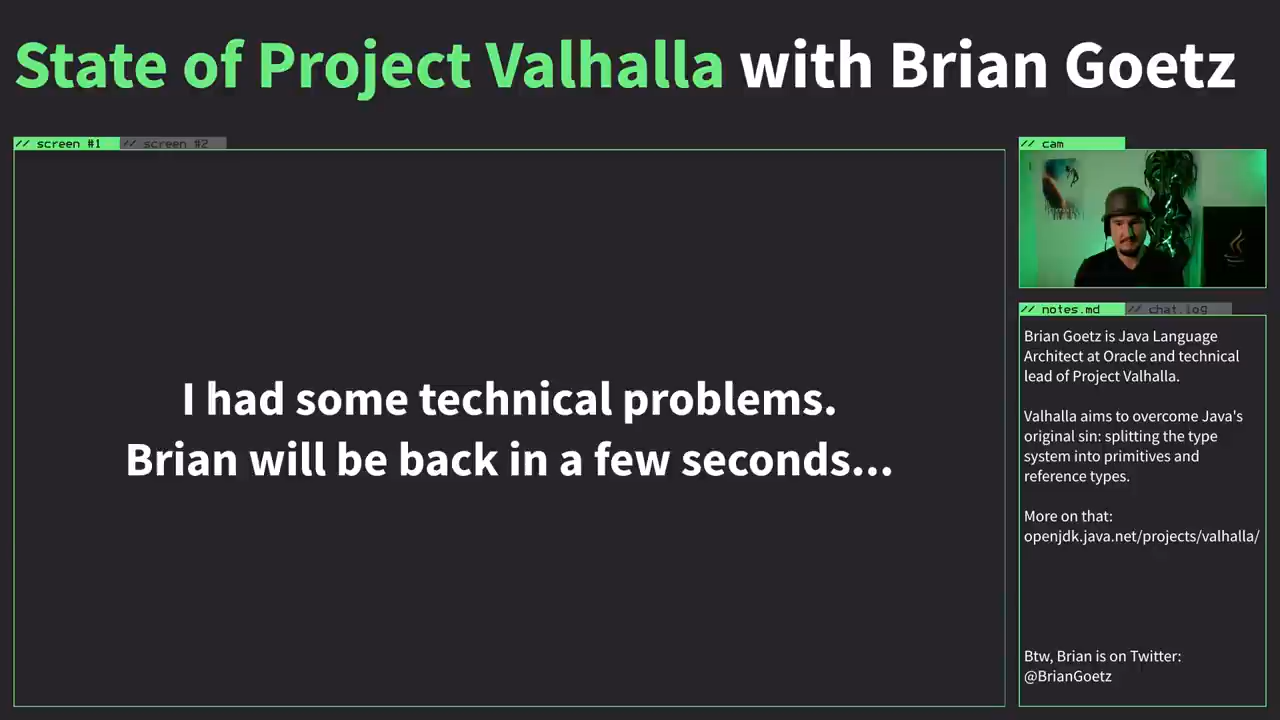 State of Project Valhalla with Brian Goetz
// screen #1 // screen #2
I had some technical problems.
Brian will be back in a few seconds...
// cam
// notes.md // chat.log
Brian Goetz is Java Language
Architect at Oracle and technical
lead of Project Valhalla.
Valhalla aims to overcome Java's
original sin: splitting the type
system into primitives and
reference types.
More on that:
openjdk.java.net/projects/valhalla/
Btw, Brian is on Twitter:
@BrianGoetz